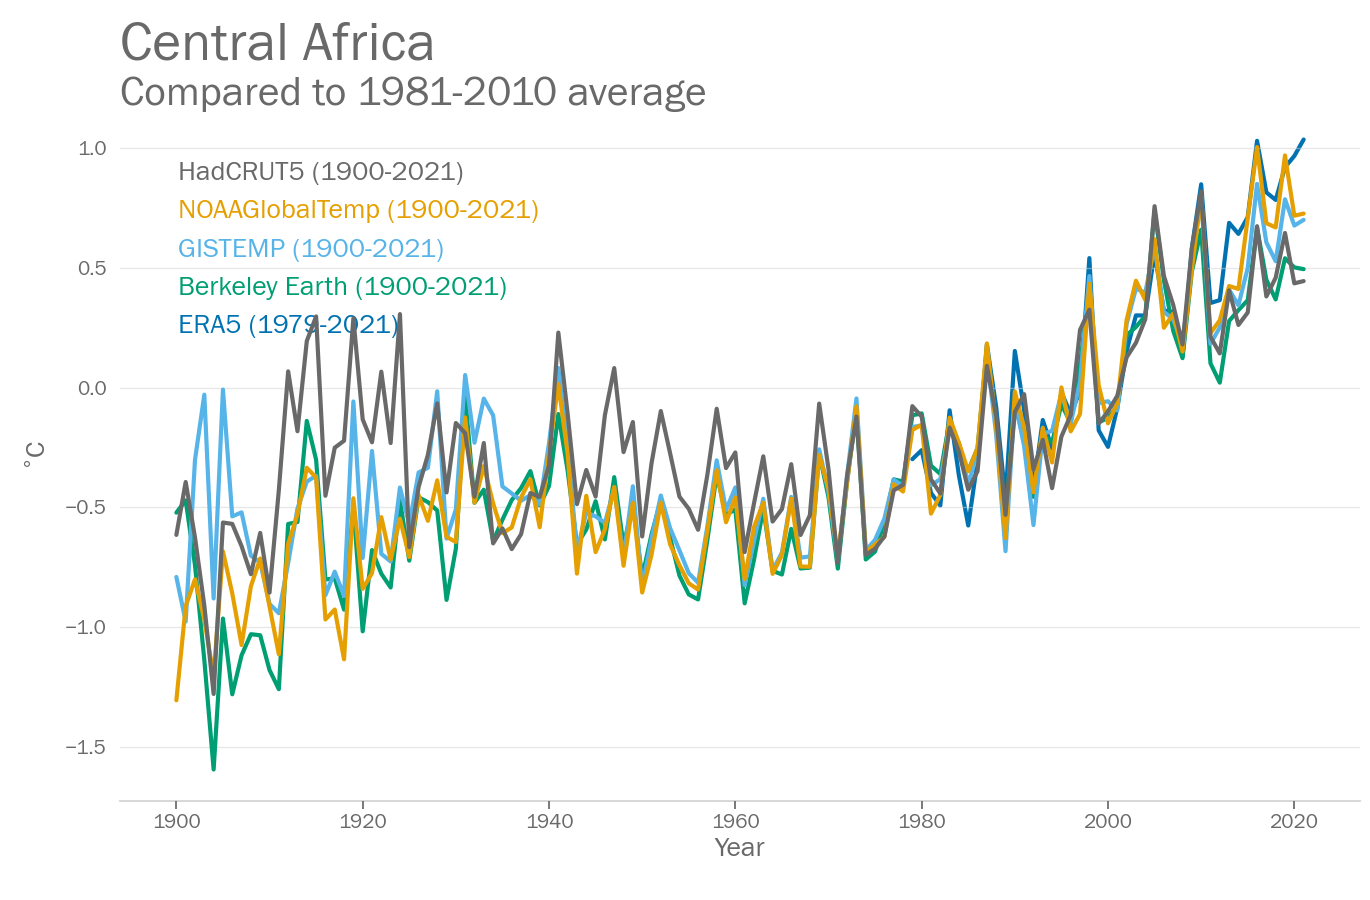 Central Africa
Compared to 1981-2010 average
HadCRUT5 (1900-2021)
NOAAGlobalTemp (1900-2021)
GISTEMP (1900-2021)
Berkeley Earth (1900-2021)
ERA5 (1979-2021)
1.0
0.5
0.0
−0.5
−1.0
−1.5
°C
1900 1920 1940 1960 1980 2000 2020
Year